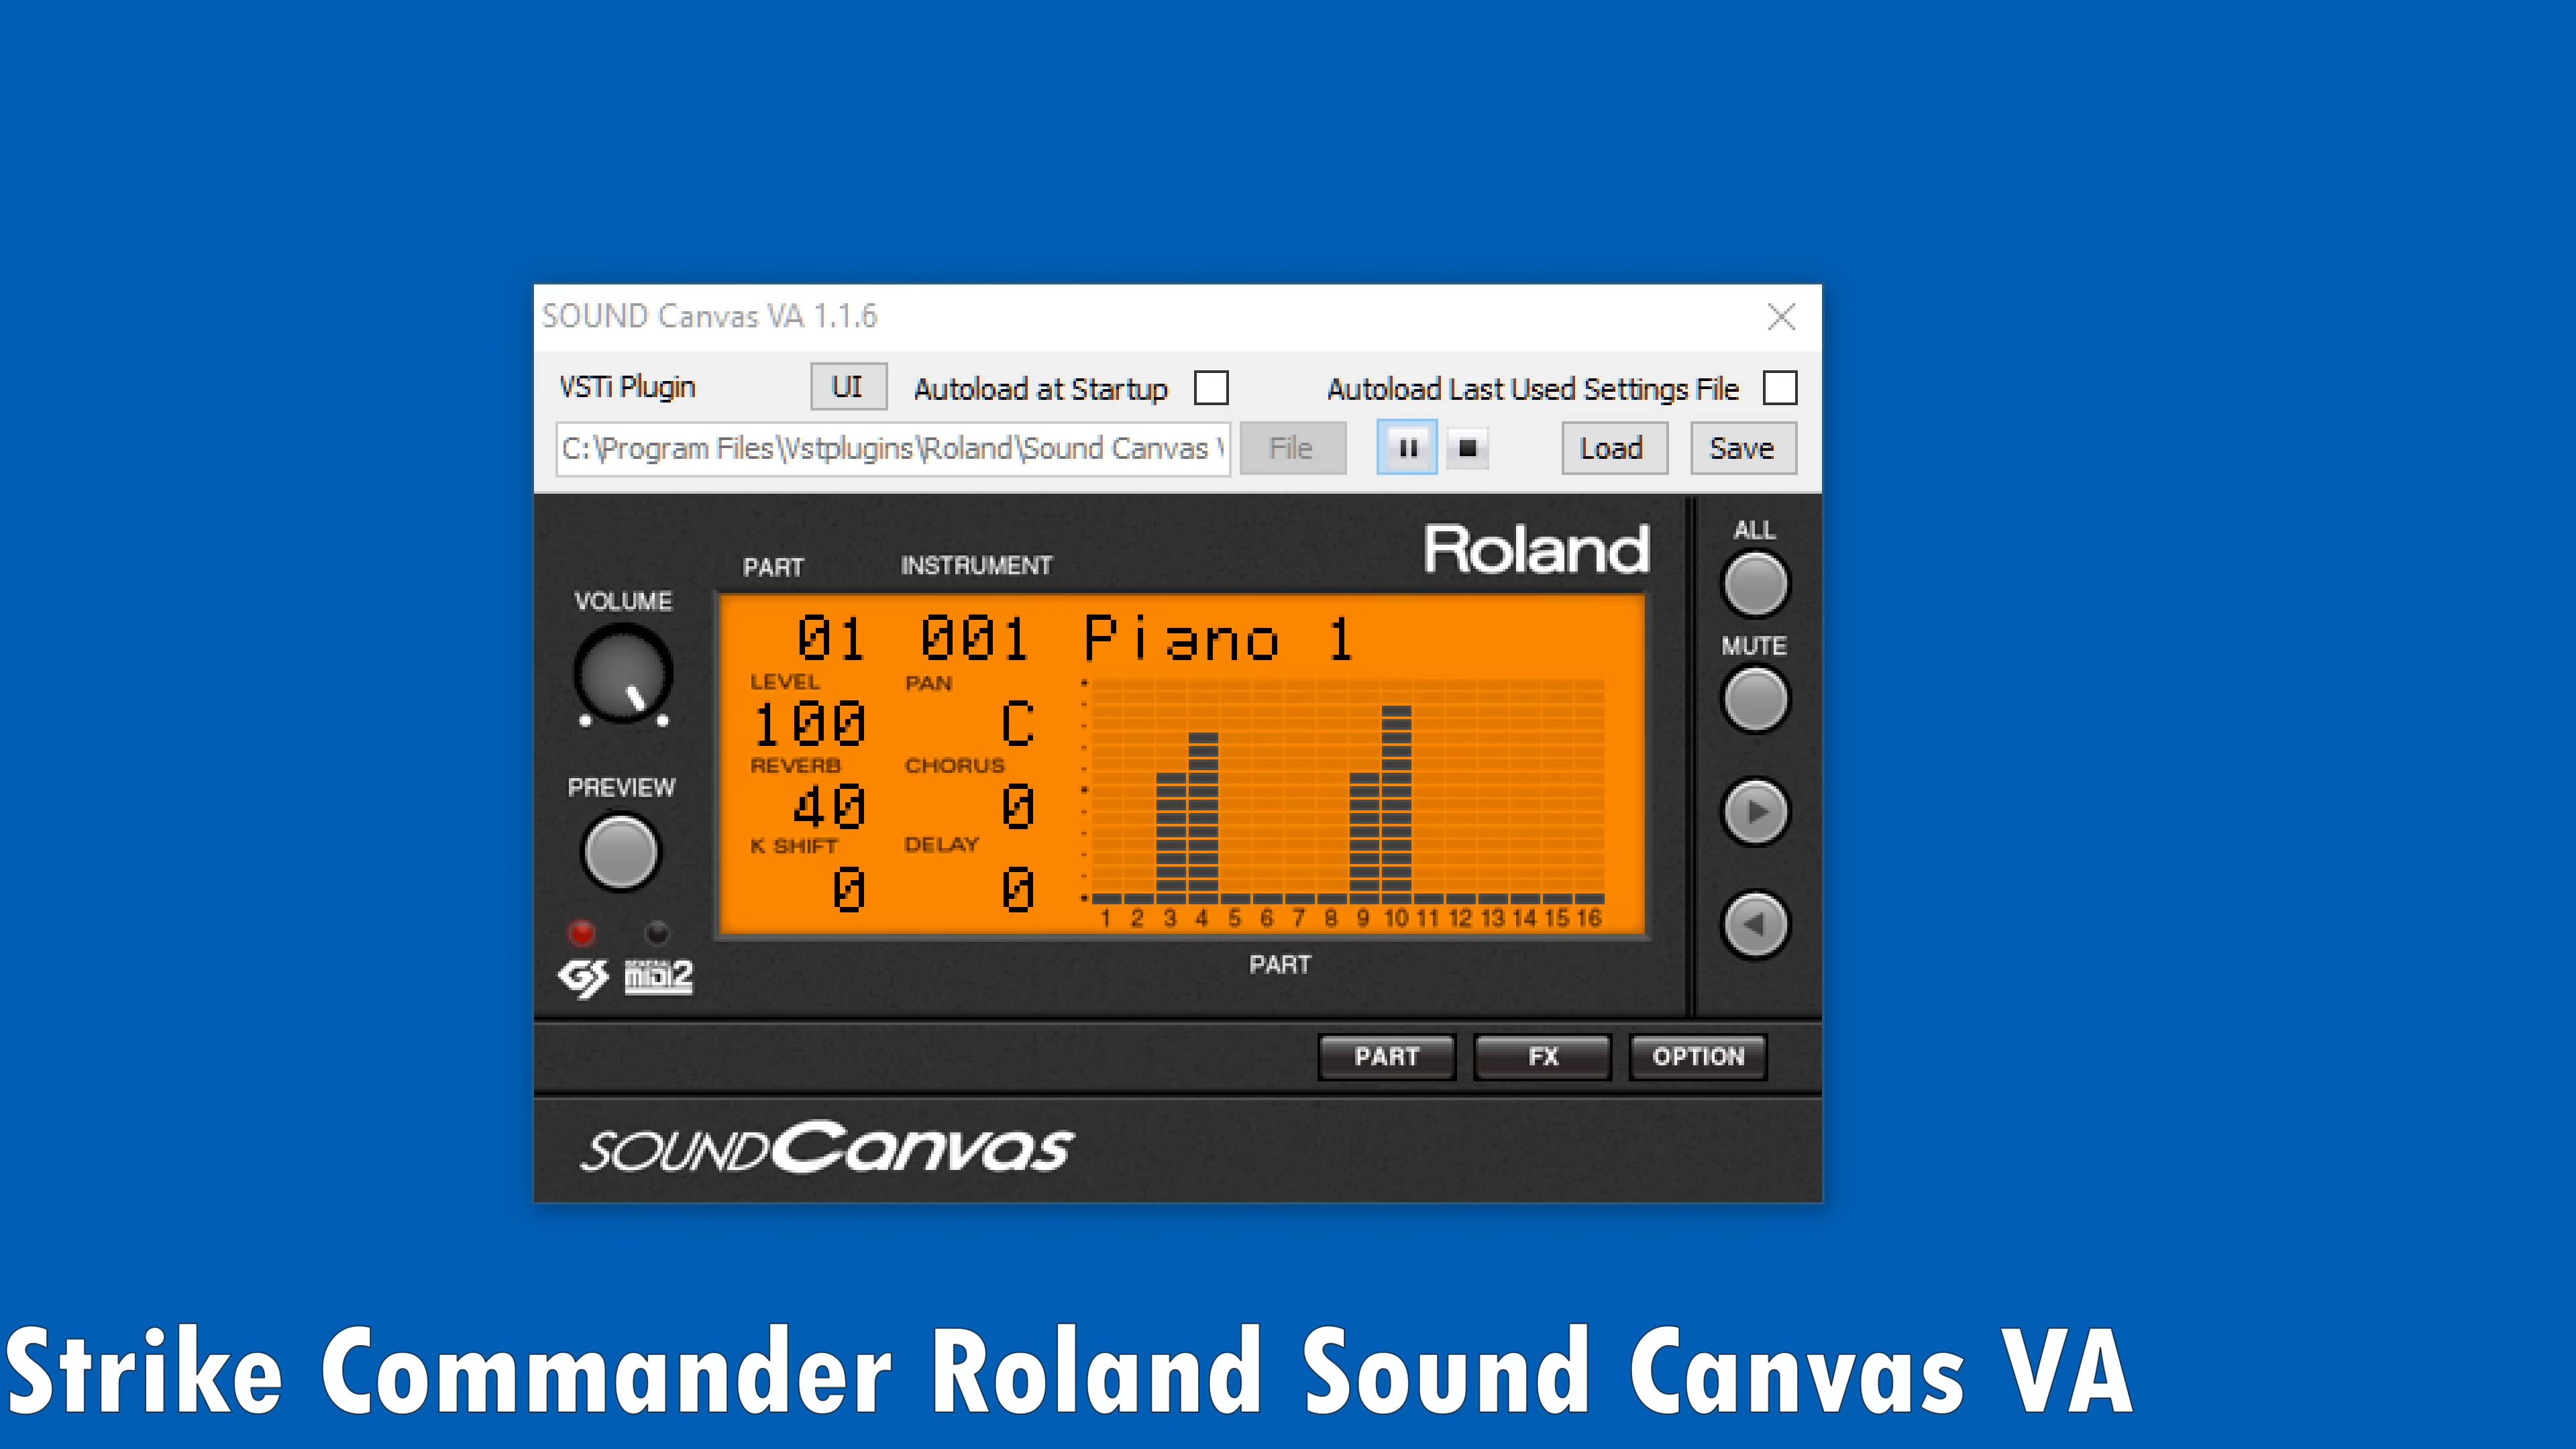 SOUND Canvas VA 1.1.6
VSTi Plugin UI Autoload at Startup Autoload Last Used Settings File
C:\Program Files\Vstplugins\Roland\Sound Canvas \ File Load Save
Roland
ALL
PART INSTRUMENT
VOLUME
01 001 Piano 1
MUTE
LEVEL PAN
100 C
REVERB CHORUS
PREVIEW
40 0
K SHIFT DELAY
0 0
1 2 3 4 5 6 7 8 9 10 11 12 13 14 15 16
GS GENERAL MIDI2
PART
PART FX OPTION
SOUND Canvas
Strike Commander Roland Sound Canvas VA